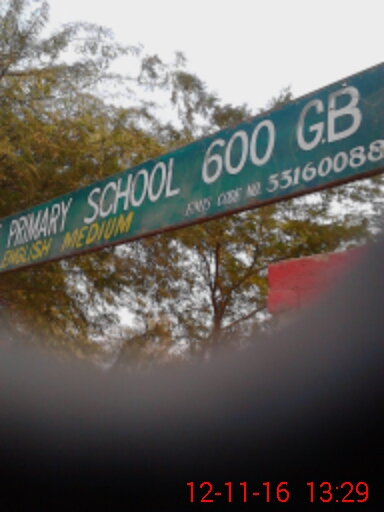 PRIMARY SCHOOL 600 GB
ENGLISH MEDIUM EMIS CODE NO. 33160088
12-11-16 13:29